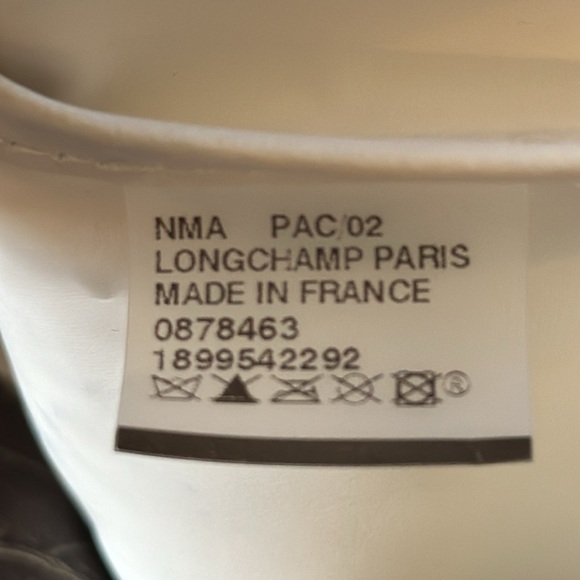 NMA PAC/02
LONGCHAMP PARIS
MADE IN FRANCE
0878463
1899542292
®